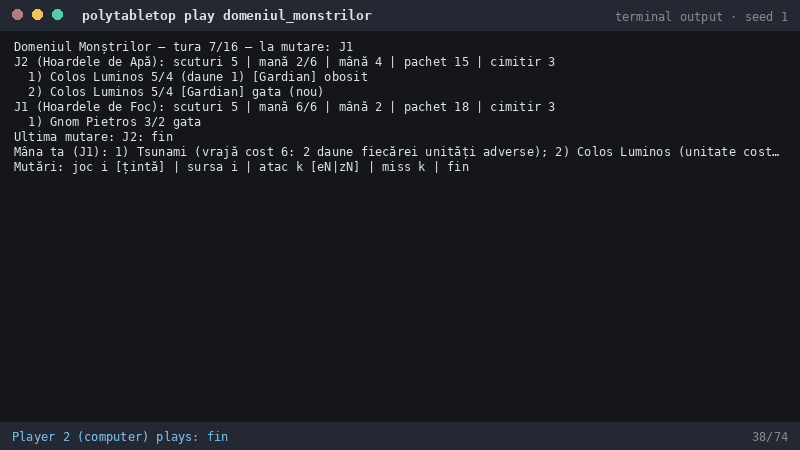 polytabletop play domeniul_monstrilor
terminal output · seed 1
Domeniul Monștrilor — tura 7/16 — la mutare: J1
J2 (Hoardele de Apă): scuturi 5 | mană 2/6 | mână 4 | pachet 15 | cimitir 3
1) Colos Luminos 5/4 (daune 1) [Gardian] obosit
2) Colos Luminos 5/4 [Gardian] gata (nou)
J1 (Hoardele de Foc): scuturi 5 | mană 6/6 | mână 2 | pachet 18 | cimitir 3
1) Gnom Pietros 3/2 gata
Ultima mutare: J2: fin
Mâna ta (J1): 1) Tsunami (vrajă cost 6: 2 daune fiecărei unități adverse); 2) Colos Luminos (unitate cost…
Mutări: joc i [țintă] | sursa i | atac k [eN|zN] | miss k | fin
Player 2 (computer) plays: fin
38/74